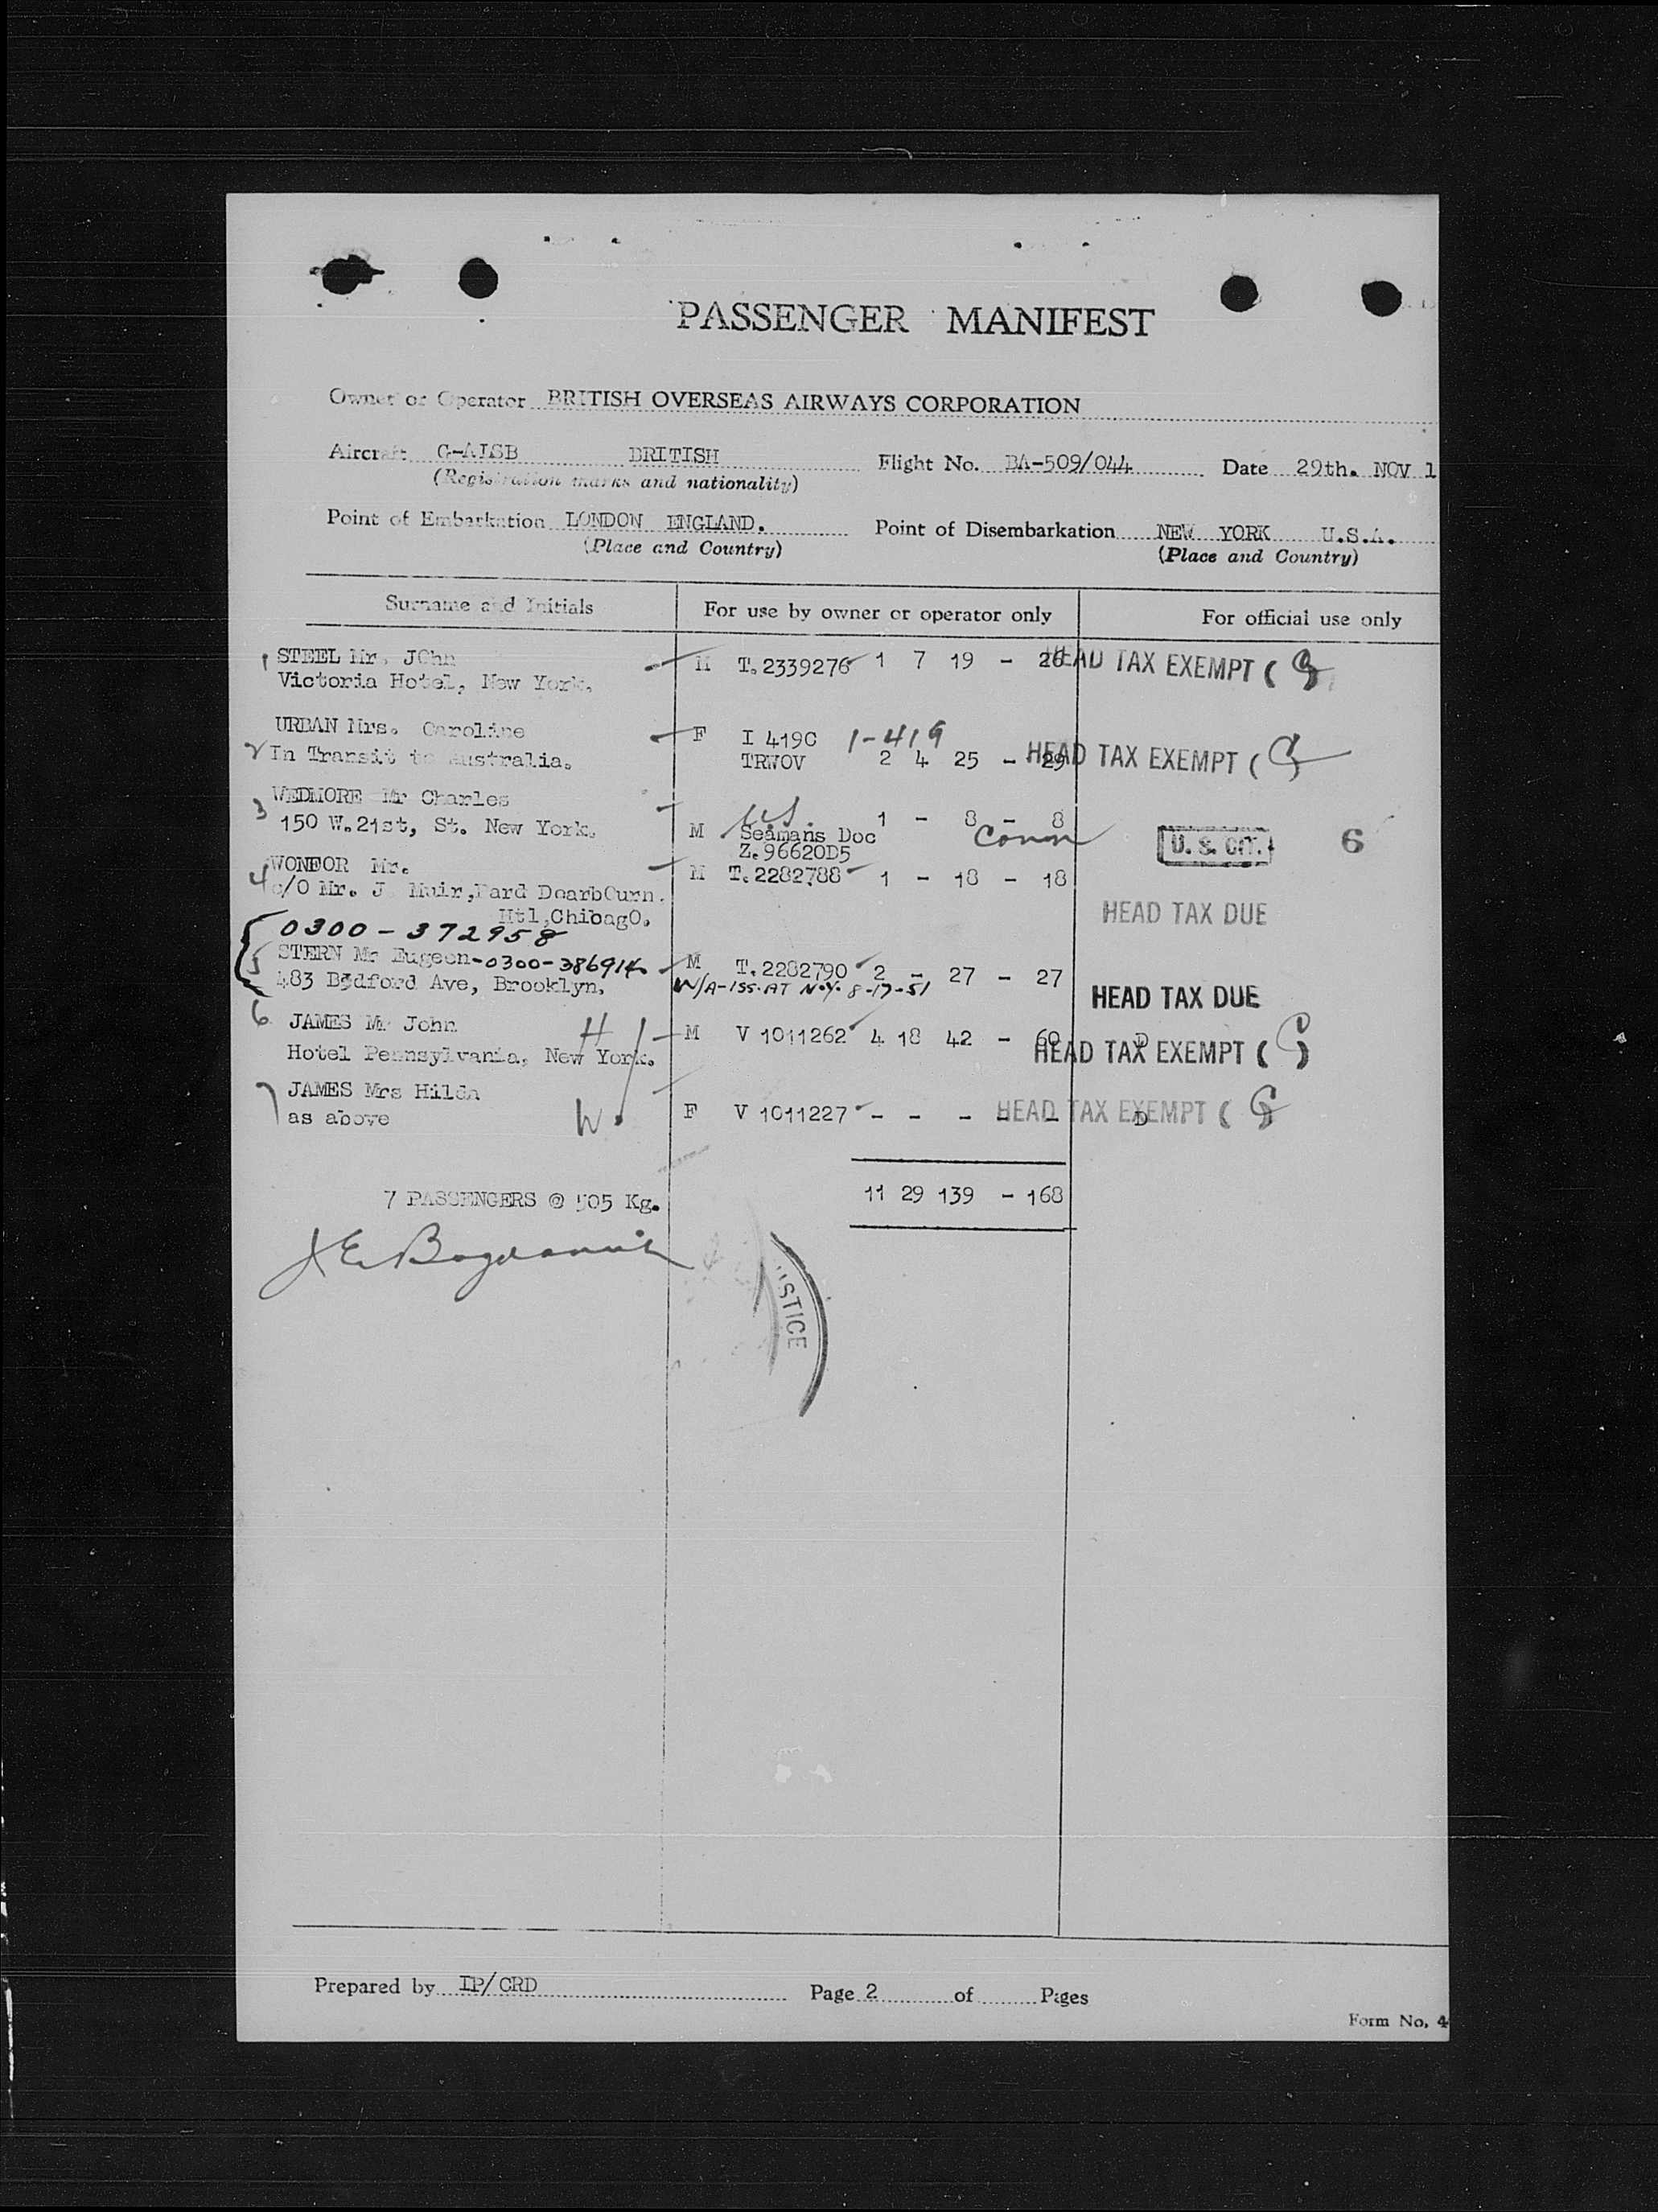 PASSENGER MANIFEST
Owner or Operator BRITISH OVERSEAS AIRWAYS CORPORATION
Aircraft G-AISB BRITISH Flight No. BA-509/044 Date 29th. NOV 1
(Registration marks and nationality)
Point of Embarkation LONDON ENGLAND. Point of Disembarkation NEW YORK U.S.A.
(Place and Country) (Place and Country)
Surname and Initials For use by owner or operator only For official use only
1 STEEL Mr. JOhn M T.2339276 1 7 19 - 26 HEAD TAX EXEMPT (
Victoria Hotel, New York.
URBAN Mrs. Caroline F I 419C 1-419
2 In Transit to Australia. TRWOV 2 4 25 - 29 HEAD TAX EXEMPT (
3 WEDMORE Mr Charles U.S. 1 - 8 - 8
150 W.21st, St. New York. M Seamans Doc U. S. CIT. 6
Z.96620D5
WONDOR Mr. M T.2282788 1 - 18 - 18
4 c/O Mr. J Muir, DearbOurn. HEAD TAX DUE
Htl,ChibagO.
0300-372958
5 STERN Mr Eugeen-0300-386914 M T.2282790 2 - 27 - 27
483 Bedford Ave, Brooklyn. W/A-ISS.AT N.Y. 8-17-51 HEAD TAX DUE
6 JAMES Mr John H M V 1011262 4 18 42 - 60 D
Hotel Pennsylvania, New York. HEAD TAX EXEMPT (
7 JAMES Mrs Hilda
as above W F V 1011227 - - - - - HEAD TAX EXEMPT ( D
7 PASSENGERS @ 505 Kg. 11 29 139 - 168
STICE
Prepared by IP/CRD Page 2 of Pages
Form No. 4